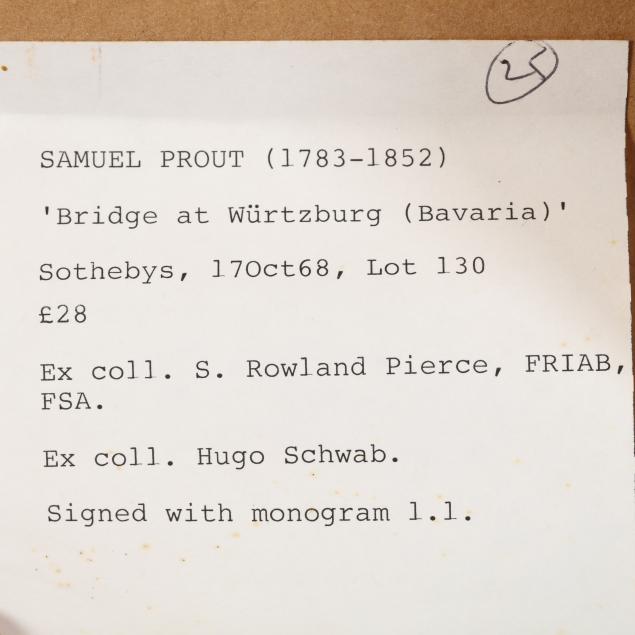 25
SAMUEL PROUT (1783-1852)
'Bridge at Würtzburg (Bavaria)'
Sothebys, 17Oct68, Lot 130
£28
Ex coll. S. Rowland Pierce, FRIAB,
FSA.
Ex coll. Hugo Schwab.
Signed with monogram l.l.